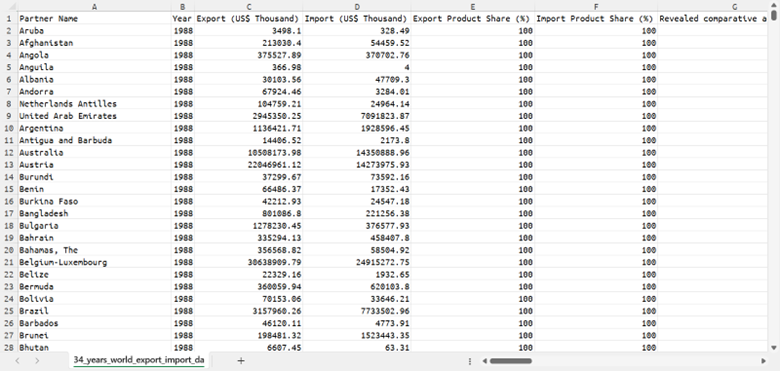 A B C D E F G
1 Partner Name Year Export (US$ Thousand) Import (US$ Thousand) Export Product Share (%) Import Product Share (%) Revealed comparative a
2 Aruba 1988 3498.1 328.49 100 100
3 Afghanistan 1988 213030.4 54459.52 100 100
4 Angola 1988 375527.89 370702.76 100 100
5 Anguila 1988 366.98 4 100 100
6 Albania 1988 30103.56 47709.3 100 100
7 Andorra 1988 67924.46 3284.01 100 100
8 Netherlands Antilles 1988 104759.21 24964.14 100 100
9 United Arab Emirates 1988 2945350.25 7091823.87 100 100
10 Argentina 1988 1136421.71 1928596.45 100 100
11 Antigua and Barbuda 1988 14406.52 2173.8 100 100
12 Australia 1988 10508173.98 14350888.96 100 100
13 Austria 1988 22046961.12 14273975.93 100 100
14 Burundi 1988 37299.67 73592.16 100 100
15 Benin 1988 66486.37 17352.43 100 100
16 Burkina Faso 1988 42212.93 24547.18 100 100
17 Bangladesh 1988 801086.8 221256.38 100 100
18 Bulgaria 1988 1278230.45 376577.93 100 100
19 Bahrain 1988 335294.13 458407.8 100 100
20 Bahamas, The 1988 356568.82 58504.92 100 100
21 Belgium-Luxembourg 1988 30638909.79 24915272.75 100 100
22 Belize 1988 22329.16 1932.65 100 100
23 Bermuda 1988 360059.94 620103.8 100 100
24 Bolivia 1988 70153.06 33646.21 100 100
25 Brazil 1988 3157960.26 7733502.96 100 100
26 Barbados 1988 46120.11 4773.91 100 100
27 Brunei 1988 198481.32 1523443.35 100 100
28 Bhutan 1988 6607.45 63.31 100 100
34_years_world_export_import_da